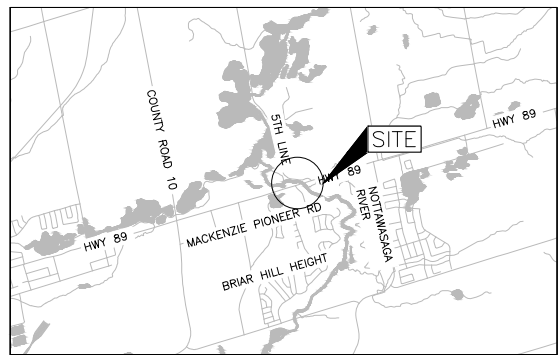 COUNTY ROAD 10
5TH LINE
SITE
HWY 89
HWY 89
NOTTAWASAGA
RIVER
MACKENZIE PIONEER RD
HWY 89
BRIAR HILL HEIGHT